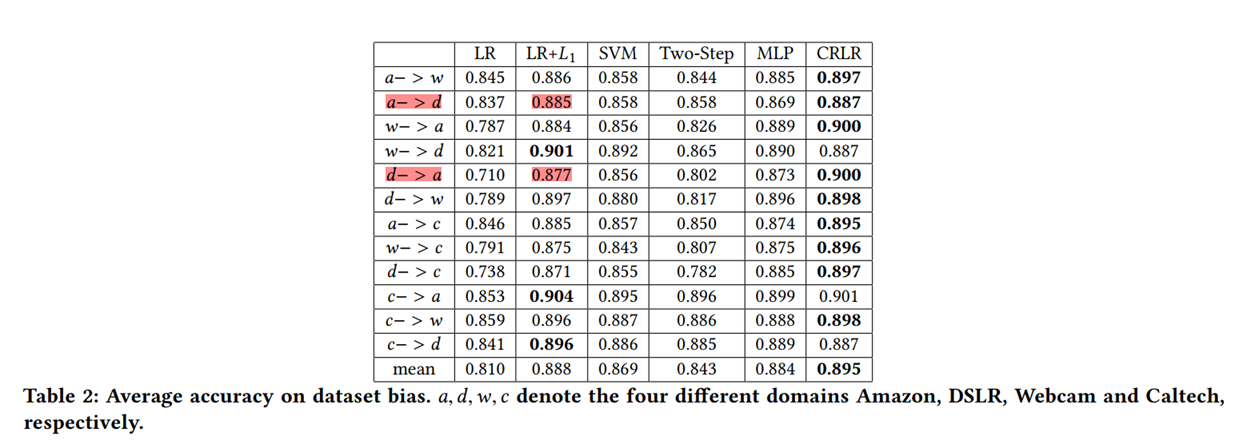 LR LR+L₁ SVM Two-Step MLP CRLR
a− > w 0.845 0.886 0.858 0.844 0.885 0.897
a− > d 0.837 0.885 0.858 0.858 0.869 0.887
w− > a 0.787 0.884 0.856 0.826 0.889 0.900
w− > d 0.821 0.901 0.892 0.865 0.890 0.887
d− > a 0.710 0.877 0.856 0.802 0.873 0.900
d− > w 0.789 0.897 0.880 0.817 0.896 0.898
a− > c 0.846 0.885 0.857 0.850 0.874 0.895
w− > c 0.791 0.875 0.843 0.807 0.875 0.896
d− > c 0.738 0.871 0.855 0.782 0.885 0.897
c− > a 0.853 0.904 0.895 0.896 0.899 0.901
c− > w 0.859 0.896 0.887 0.886 0.888 0.898
c− > d 0.841 0.896 0.886 0.885 0.889 0.887
mean 0.810 0.888 0.869 0.843 0.884 0.895
Table 2: Average accuracy on dataset bias. a, d, w, c denote the four different domains Amazon, DSLR, Webcam and Caltech,
respectively.